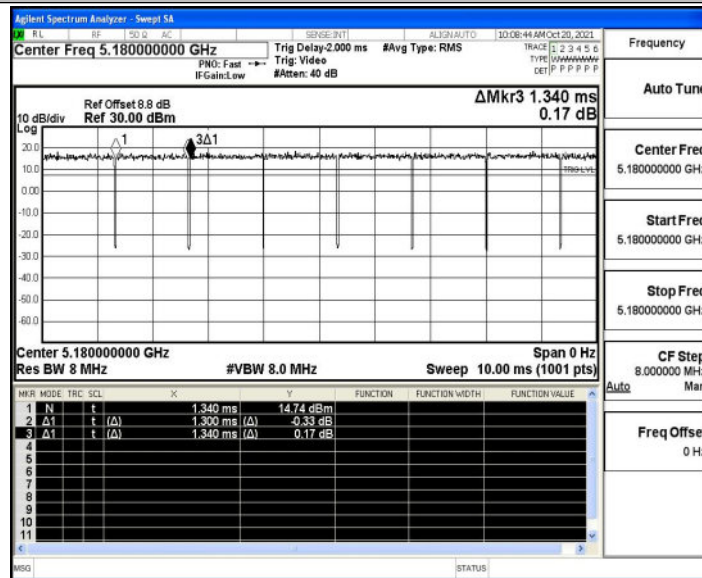 Agilent Spectrum Analyzer - Swept SA
RL RF 50 Ω AC SENSE:INT ALIGN AUTO 10:08:44 AM Oct 20, 2021
Center Freq 5.180000000 GHz
PNO: Fast
IFGain:Low
Trig Delay-2.000 ms
Trig: Video
#Atten: 40 dB
#Avg Type: RMS
TRACE 1 2 3 4 5 6
TYPE WWWWWW
DET P P P P P P
ΔMkr3 1.340 ms
0.17 dB
Ref Offset 8.8 dB
10 dB/div Ref 30.00 dBm
Log
1
3Δ1
20.0
10.0
TRIG LVL
0.00
-10.0
-20.0
-30.0
-40.0
-50.0
-60.0
Center 5.180000000 GHz Span 0 Hz
Res BW 8 MHz #VBW 8.0 MHz Sweep 10.00 ms (1001 pts)
MKR MODE TRC SCL X Y FUNCTION FUNCTION WIDTH FUNCTION VALUE
1 N t 1.340 ms 14.74 dBm
2 Δ1 t (Δ) 1.300 ms (Δ) -0.33 dB
3 Δ1 t (Δ) 1.340 ms (Δ) 0.17 dB
4
5
6
7
8
9
10
11
MSG STATUS
Frequency
Auto Tune
Center Freq
5.180000000 GHz
Start Freq
5.180000000 GHz
Stop Freq
5.180000000 GHz
CF Step
8.000000 MHz
Auto Man
Freq Offset
0 Hz